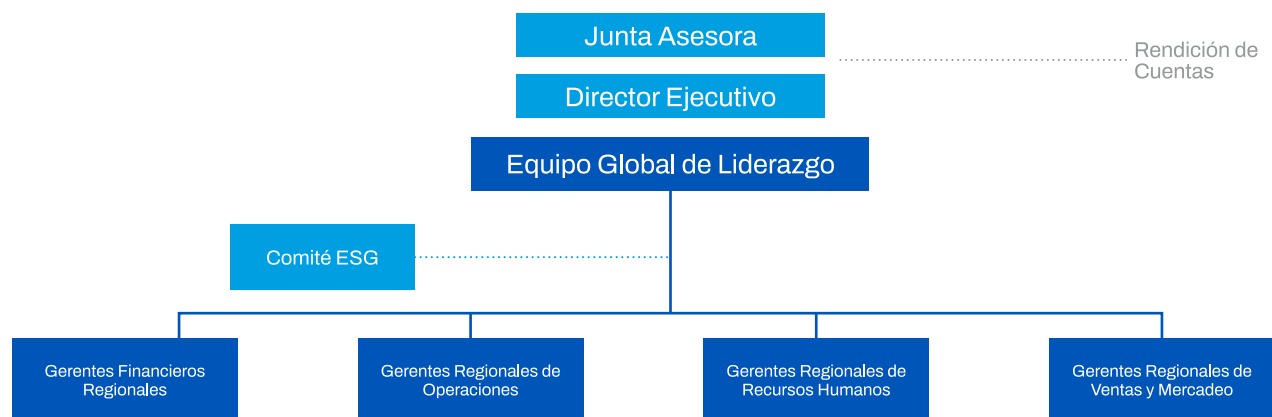 Junta Asesora
Rendición de
Cuentas
Director Ejecutivo
Equipo Global de Liderazgo
Comité ESG
Gerentes Financieros
Regionales
Gerentes Regionales de
Operaciones
Gerentes Regionales de
Recursos Humanos
Gerentes Regionales de
Ventas y Mercadeo